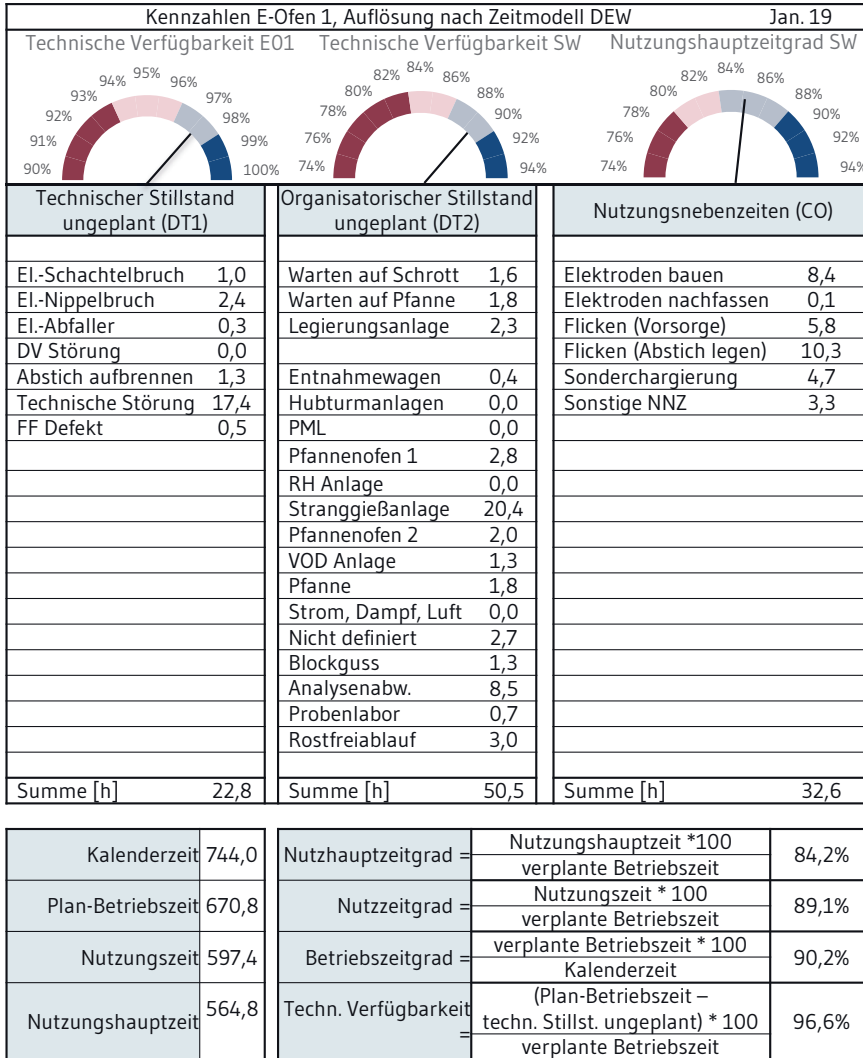 Kennzahlen E-Ofen 1, Auflösung nach Zeitmodell DEW Jan. 19
Technische Verfügbarkeit E01
90%
91%
92%
93%
94%
95%
96%
97%
98%
99%
100%
Technische Verfügbarkeit SW
74%
76%
78%
80%
82%
84%
86%
88%
90%
92%
94%
Nutzungshauptzeitgrad SW
74%
76%
78%
80%
82%
84%
86%
88%
90%
92%
94%
Technischer Stillstand
ungeplant (DT1)
El.-Schachtelbruch 1,0
El.-Nippelbruch 2,4
El.-Abfaller 0,3
DV Störung 0,0
Abstich aufbrennen 1,3
Technische Störung 17,4
FF Defekt 0,5
Summe [h] 22,8
Organisatorischer Stillstand
ungeplant (DT2)
Warten auf Schrott 1,6
Warten auf Pfanne 1,8
Legierungsanlage 2,3
Entnahmewagen 0,4
Hubturmanlagen 0,0
PML 0,0
Pfannenofen 1 2,8
RH Anlage 0,0
Stranggießanlage 20,4
Pfannenofen 2 2,0
VOD Anlage 1,3
Pfanne 1,8
Strom, Dampf, Luft 0,0
Nicht definiert 2,7
Blockguss 1,3
Analysenabw. 8,5
Probenlabor 0,7
Rostfreiablauf 3,0
Summe [h] 50,5
Nutzungsnebenzeiten (CO)
Elektroden bauen 8,4
Elektroden nachfassen 0,1
Flicken (Vorsorge) 5,8
Flicken (Abstich legen) 10,3
Sonderchargierung 4,7
Sonstige NNZ 3,3
Summe [h] 32,6
Kalenderzeit 744,0
Plan-Betriebszeit 670,8
Nutzungszeit 597,4
Nutzungshauptzeit 564,8
Nutzhauptzeitgrad =
Nutzungshauptzeit *100
verplante Betriebszeit
84,2%
Nutzzeitgrad =
Nutzungszeit * 100
verplante Betriebszeit
89,1%
Betriebszeitgrad =
verplante Betriebszeit * 100
Kalenderzeit
90,2%
Techn. Verfügbarkeit
=
(Plan-Betriebszeit –
techn. Stillst. ungeplant) * 100
verplante Betriebszeit
96,6%